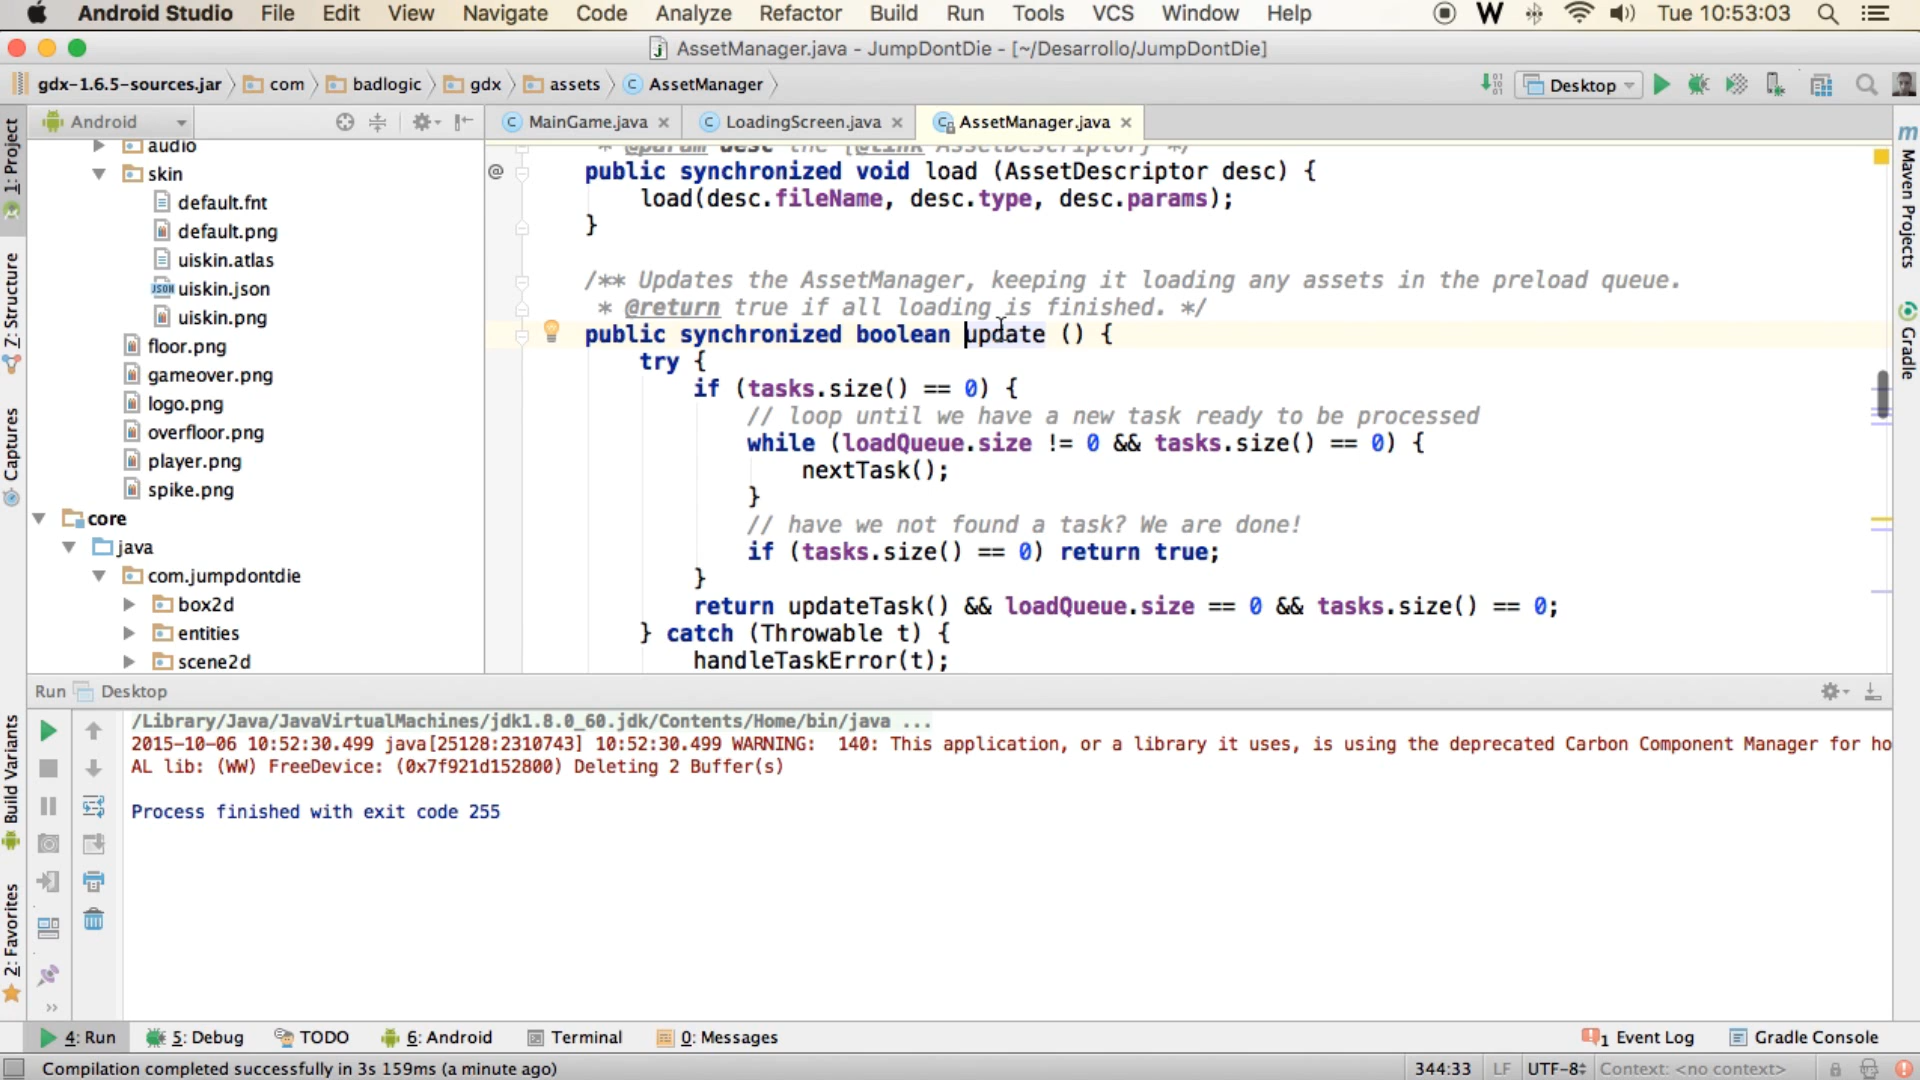 Android Studio File Edit View Navigate Code Analyze Refactor Build Run Tools VCS Window Help W Tue 10:53:03
AssetManager.java - JumpDontDie - [~/Desarrollo/JumpDontDie]
gdx-1.6.5-sources.jar com badlogic gdx assets AssetManager Desktop
Android
MainGame.java LoadingScreen.java AssetManager.java
1: Project
Z: Structure
Captures
Build Variants
2: Favorites
audio
skin
default.fnt
default.png
uiskin.atlas
uiskin.json
uiskin.png
floor.png
gameover.png
logo.png
overfloor.png
player.png
spike.png
core
java
com.jumpdontdie
box2d
entities
scene2d
* @param desc the {@link AssetDescriptor} */
public synchronized void load (AssetDescriptor desc) {
load(desc.fileName, desc.type, desc.params);
}
/** Updates the AssetManager, keeping it loading any assets in the preload queue.
* @return true if all loading is finished. */
public synchronized boolean update () {
try {
if (tasks.size() == 0) {
// loop until we have a new task ready to be processed
while (loadQueue.size != 0 && tasks.size() == 0) {
nextTask();
}
// have we not found a task? We are done!
if (tasks.size() == 0) return true;
}
return updateTask() && loadQueue.size == 0 && tasks.size() == 0;
} catch (Throwable t) {
handleTaskError(t);
Maven Projects
Gradle
Run Desktop
/Library/Java/JavaVirtualMachines/jdk1.8.0_60.jdk/Contents/Home/bin/java ...
2015-10-06 10:52:30.499 java[25128:2310743] 10:52:30.499 WARNING:  140: This application, or a library it uses, is using the deprecated Carbon Component Manager for ho
AL lib: (WW) FreeDevice: (0x7f921d152800) Deleting 2 Buffer(s)
Process finished with exit code 255
4: Run 5: Debug TODO 6: Android Terminal 0: Messages 1 Event Log Gradle Console
Compilation completed successfully in 3s 159ms (a minute ago) 344:33 LF UTF-8 Context: <no context>